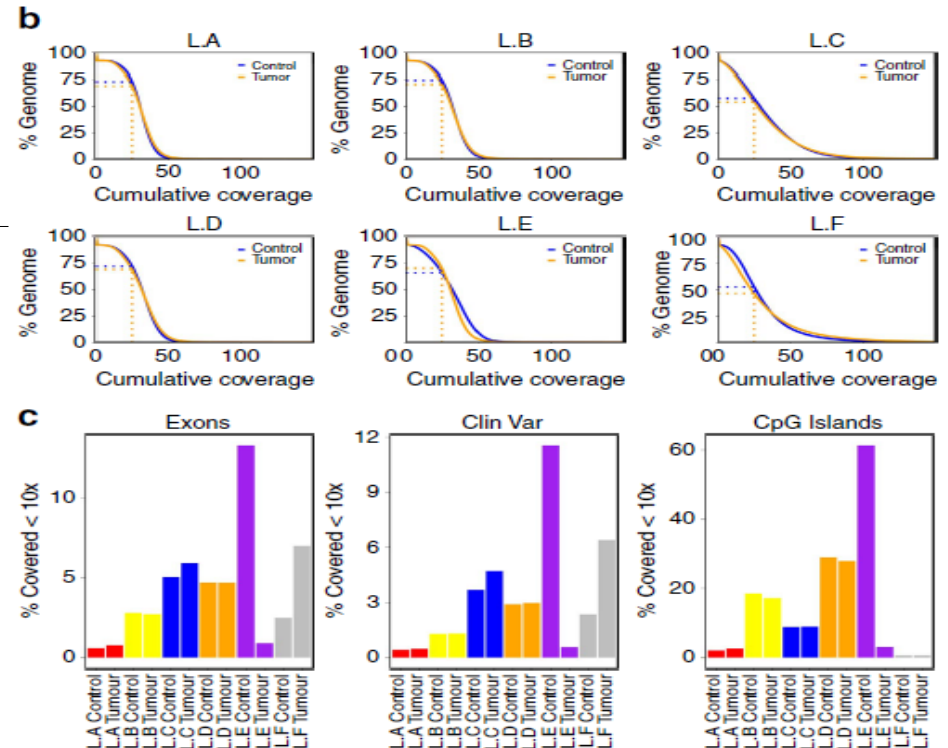 b
L.A
L.B
L.C
100
75
50
25
0
% Genome
Control
Tumor
0
50
100
Cumulative coverage
100
75
50
25
0
% Genome
Control
Tumor
0
50
100
Cumulative coverage
100
75
50
25
0
% Genome
Control
Tumor
0
50
100
Cumulative coverage
L.D
L.E
L.F
100
75
50
25
% Genome
Control
Tumor
0
50
100
Cumulative coverage
100
75
50
25
% Genome
Control
Tumor
0 0
50
100
Cumulative coverage
100
75
50
25
% Genome
Control
Tumor
00
50
100
Cumulative coverage
c
Exons
Clin Var
CpG Islands
% Covered < 10x
10
5
0
L.A Control
L.A Tumour
L.B Control
L.B Tumour
L.C Control
L.C Tumour
L.D Control
L.D Tumour
L.E Control
L.E Tumour
L.F Control
L.F Tumour
% Covered < 10x
12
9
6
3
0
L.A Control
L.A Tumour
L.B Control
L.B Tumour
L.C Control
L.C Tumour
L.D Control
L.D Tumour
L.E Control
L.E Tumour
L.F Control
L.F Tumour
% Covered < 10x
60
40
20
0
L.A Control
L.A Tumour
L.B Control
L.B Tumour
L.C Control
L.C Tumour
L.D Control
L.D Tumour
L.E Control
L.E Tumour
L.F Control
L.F Tumour